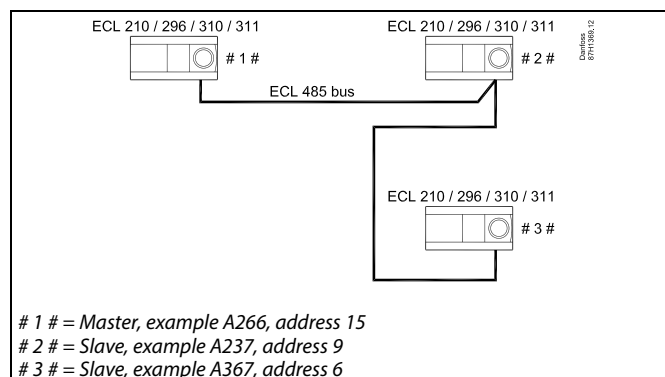 ECL 210 / 296 / 310 / 311
ECL 210 / 296 / 310 / 311
# 1 #
# 2 #
Danfoss
87H1369.12
ECL 485 bus
ECL 210 / 296 / 310 / 311
# 3 #
# 1 # = Master, example A266, address 15
# 2 # = Slave, example A237, address 9
# 3 # = Slave, example A367, address 6